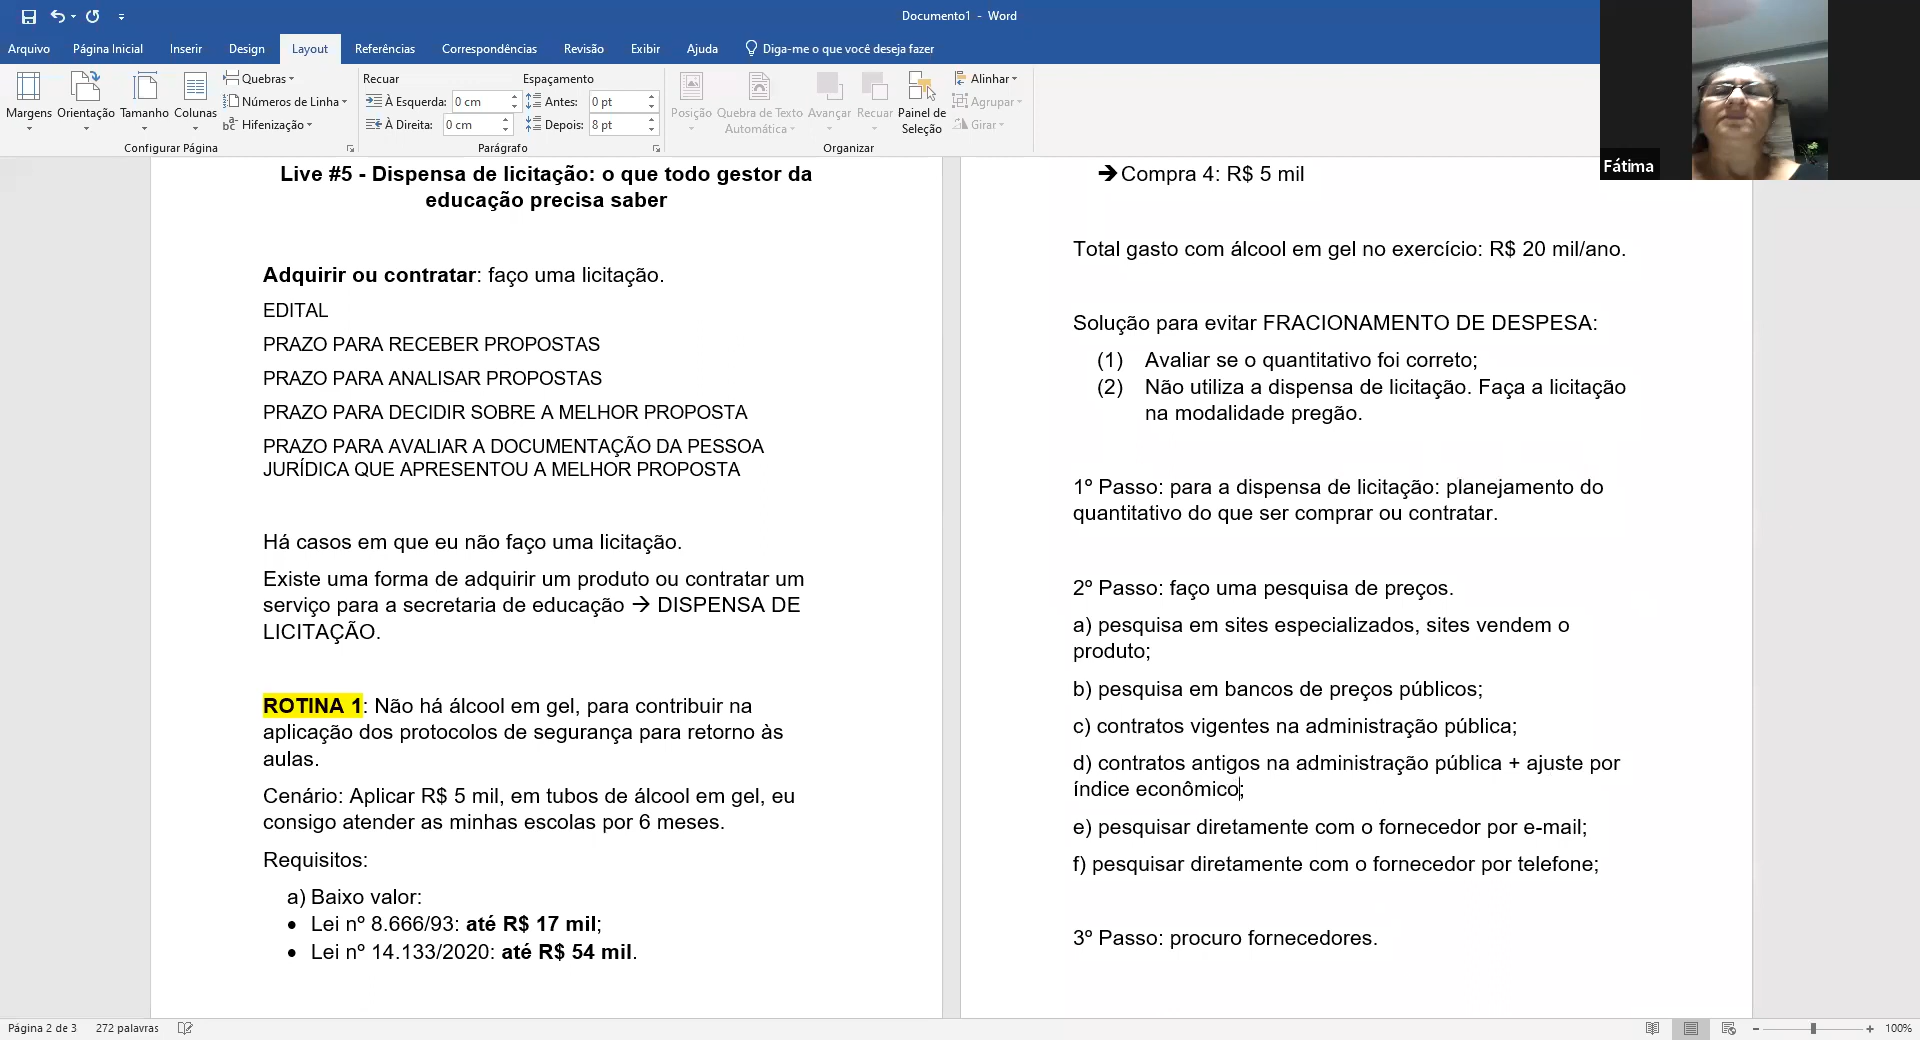 Documento1 - Word
Arquivo
Página Inicial
Inserir
Design
Layout
Referências
Correspondências
Revisão
Exibir
Ajuda
Diga-me o que você deseja fazer
Margens
Orientação
Tamanho
Colunas
Quebras
Números de Linha
Hifenização
Configurar Página
Recuar
À Esquerda: 0 cm
À Direita: 0 cm
Espaçamento
Antes: 0 pt
Depois: 8 pt
Parágrafo
Posição
Quebra de Texto Automática
Avançar
Recuar
Painel de Seleção
Alinhar
Agrupar
Girar
Organizar
Fátima
Live #5 - Dispensa de licitação: o que todo gestor da
educação precisa saber
Adquirir ou contratar: faço uma licitação.
EDITAL
PRAZO PARA RECEBER PROPOSTAS
PRAZO PARA ANALISAR PROPOSTAS
PRAZO PARA DECIDIR SOBRE A MELHOR PROPOSTA
PRAZO PARA AVALIAR A DOCUMENTAÇÃO DA PESSOA
JURÍDICA QUE APRESENTOU A MELHOR PROPOSTA
Há casos em que eu não faço uma licitação.
Existe uma forma de adquirir um produto ou contratar um
serviço para a secretaria de educação → DISPENSA DE
LICITAÇÃO.
ROTINA 1: Não há álcool em gel, para contribuir na
aplicação dos protocolos de segurança para retorno às
aulas.
Cenário: Aplicar R$ 5 mil, em tubos de álcool em gel, eu
consigo atender as minhas escolas por 6 meses.
Requisitos:
a) Baixo valor:
• Lei nº 8.666/93: até R$ 17 mil;
• Lei nº 14.133/2020: até R$ 54 mil.
➔ Compra 4: R$ 5 mil
Total gasto com álcool em gel no exercício: R$ 20 mil/ano.
Solução para evitar FRACIONAMENTO DE DESPESA:
(1) Avaliar se o quantitativo foi correto;
(2) Não utiliza a dispensa de licitação. Faça a licitação
na modalidade pregão.
1º Passo: para a dispensa de licitação: planejamento do
quantitativo do que ser comprar ou contratar.
2º Passo: faço uma pesquisa de preços.
a) pesquisa em sites especializados, sites vendem o
produto;
b) pesquisa em bancos de preços públicos;
c) contratos vigentes na administração pública;
d) contratos antigos na administração pública + ajuste por
índice econômico;
e) pesquisar diretamente com o fornecedor por e-mail;
f) pesquisar diretamente com o fornecedor por telefone;
3º Passo: procuro fornecedores.
Página 2 de 3
272 palavras
100%